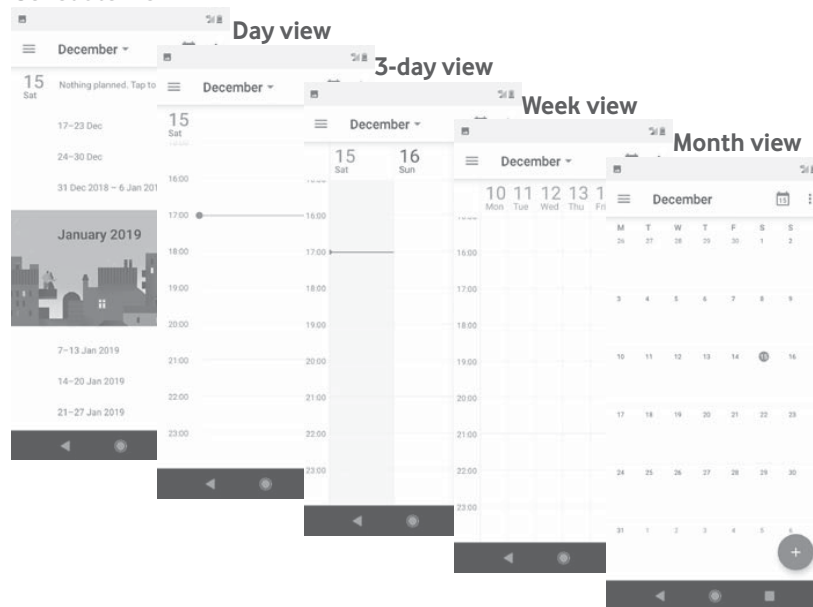 Day view
3-day view
Week view
Month view
December
15
Sat
Nothing planned. Tap to
17–23 Dec
24–30 Dec
31 Dec 2018 – 6 Jan 201
January 2019
7–13 Jan 2019
14–20 Jan 2019
21–27 Jan 2019
December
15
Sat
16:00
17:00
18:00
19:00
20:00
21:00
22:00
23:00
December
15 16
Sat Sun
16:00
17:00
18:00
19:00
20:00
21:00
22:00
23:00
December
10 11 12 13 1
Mon Tue Wed Thu Fri
16:00
17:00
18:00
19:00
20:00
21:00
22:00
23:00
December 15
M T W T F S S
26 27 28 29 30 1 2
3 4 5 6 7 8 9
10 11 12 13 14 15 16
17 18 19 20 21 22 23
24 25 26 27 28 29 30
31 1 2 3 4 5 6